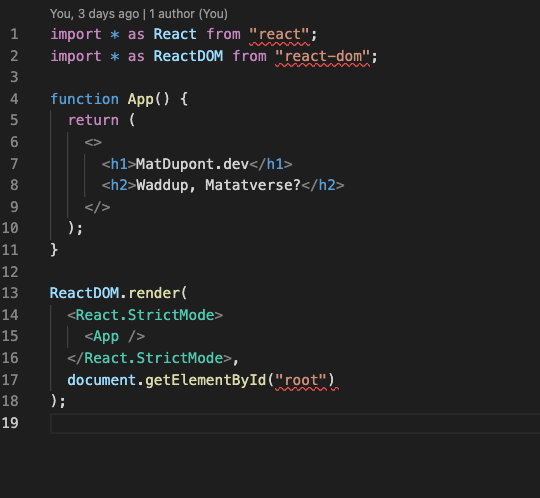 You, 3 days ago | 1 author (You)
1 import * as React from "react";
2 import * as ReactDOM from "react-dom";
3
4 function App() {
5   return (
6     <>
7       <h1>MatDupont.dev</h1>
8       <h2>Waddup, Matatverse?</h2>
9     </>
10   );
11 }
12
13 ReactDOM.render(
14   <React.StrictMode>
15     <App />
16   </React.StrictMode>,
17   document.getElementById("root")
18 );
19